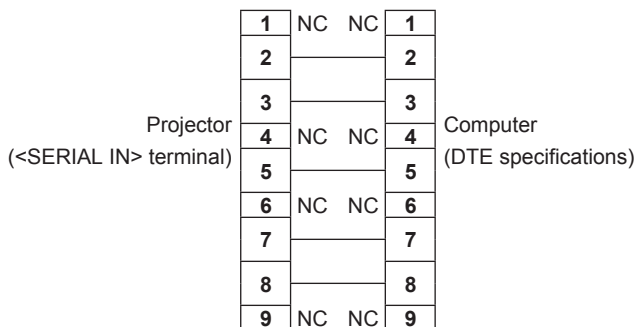 1 NC NC 1
2 2
3 3
Projector
(<SERIAL IN> terminal)
4 NC NC 4
Computer
(DTE specifications)
5 5
6 NC NC 6
7 7
8 8
9 NC NC 9